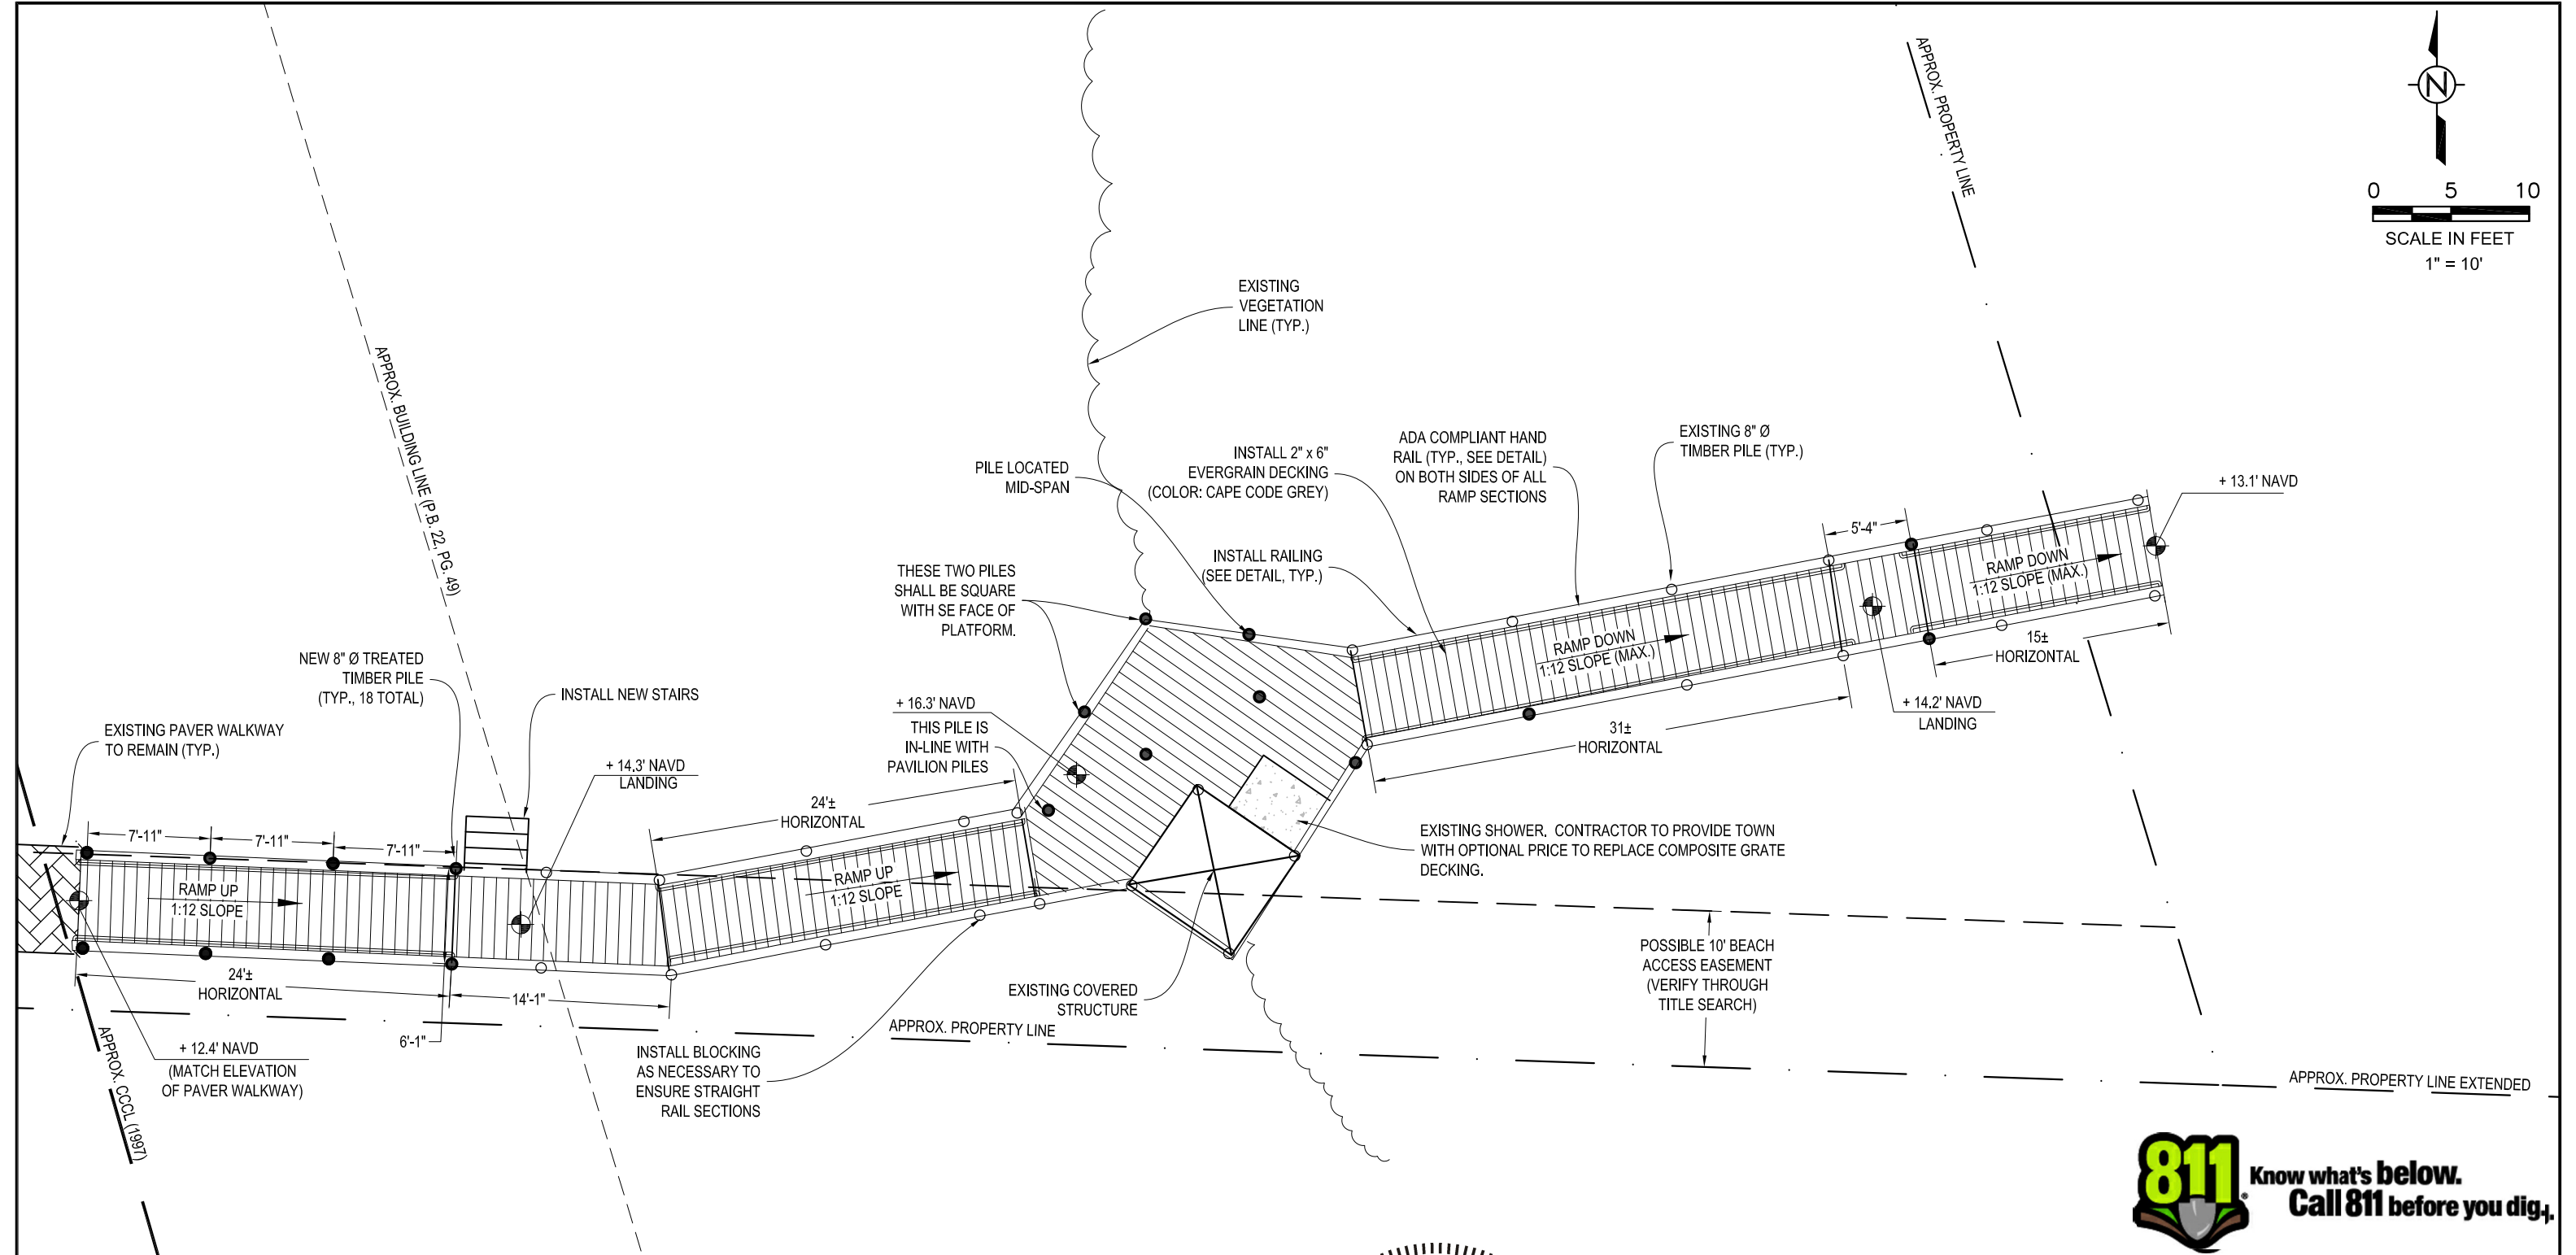 APPROX. PROPERTY LINE
N
0 5 10
SCALE IN FEET
1" = 10'
APPROX. BUILDING LINE (P.B. 22, PG. 49)
EXISTING
VEGETATION
LINE (TYP.)
PILE LOCATED
MID-SPAN
INSTALL 2" x 6"
EVERGRAIN DECKING
(COLOR: CAPE CODE GREY)
ADA COMPLIANT HAND
RAIL (TYP., SEE DETAIL)
ON BOTH SIDES OF ALL
RAMP SECTIONS
EXISTING 8" Ø
TIMBER PILE (TYP.)
+ 13.1' NAVD
5'-4"
INSTALL RAILING
(SEE DETAIL, TYP.)
THESE TWO PILES
SHALL BE SQUARE
WITH SE FACE OF
PLATFORM.
RAMP DOWN
1:12 SLOPE (MAX.)
RAMP DOWN
1:12 SLOPE (MAX.)
15±
HORIZONTAL
NEW 8" Ø TREATED
TIMBER PILE
(TYP., 18 TOTAL)
INSTALL NEW STAIRS
+ 16.3' NAVD
THIS PILE IS
IN-LINE WITH
PAVILION PILES
+ 14.2' NAVD
LANDING
31±
HORIZONTAL
EXISTING PAVER WALKWAY
TO REMAIN (TYP.)
+ 14.3' NAVD
LANDING
24'±
HORIZONTAL
7'-11"
7'-11"
7'-11"
EXISTING SHOWER. CONTRACTOR TO PROVIDE TOWN
WITH OPTIONAL PRICE TO REPLACE COMPOSITE GRATE
DECKING.
RAMP UP
1:12 SLOPE
RAMP UP
1:12 SLOPE
POSSIBLE 10' BEACH
ACCESS EASEMENT
(VERIFY THROUGH
TITLE SEARCH)
24'±
HORIZONTAL
14'-1"
6'-1"
EXISTING COVERED
STRUCTURE
APPROX. PROPERTY LINE
+ 12.4' NAVD
(MATCH ELEVATION
OF PAVER WALKWAY)
INSTALL BLOCKING
AS NECESSARY TO
ENSURE STRAIGHT
RAIL SECTIONS
APPROX. CCCL (1997)
APPROX. PROPERTY LINE EXTENDED
811
Know what's below.
Call 811 before you dig.